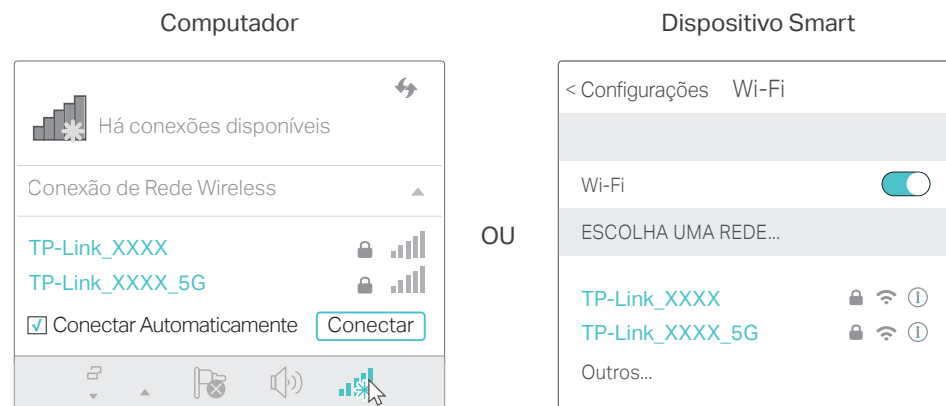 Computador
Há conexões disponíveis
Conexão de Rede Wireless
TP-Link_XXXX
TP-Link_XXXX_5G
Conectar Automaticamente Conectar
OU
Dispositivo Smart
< Configurações Wi-Fi
Wi-Fi
ESCOLHA UMA REDE...
TP-Link_XXXX
TP-Link_XXXX_5G
Outros...